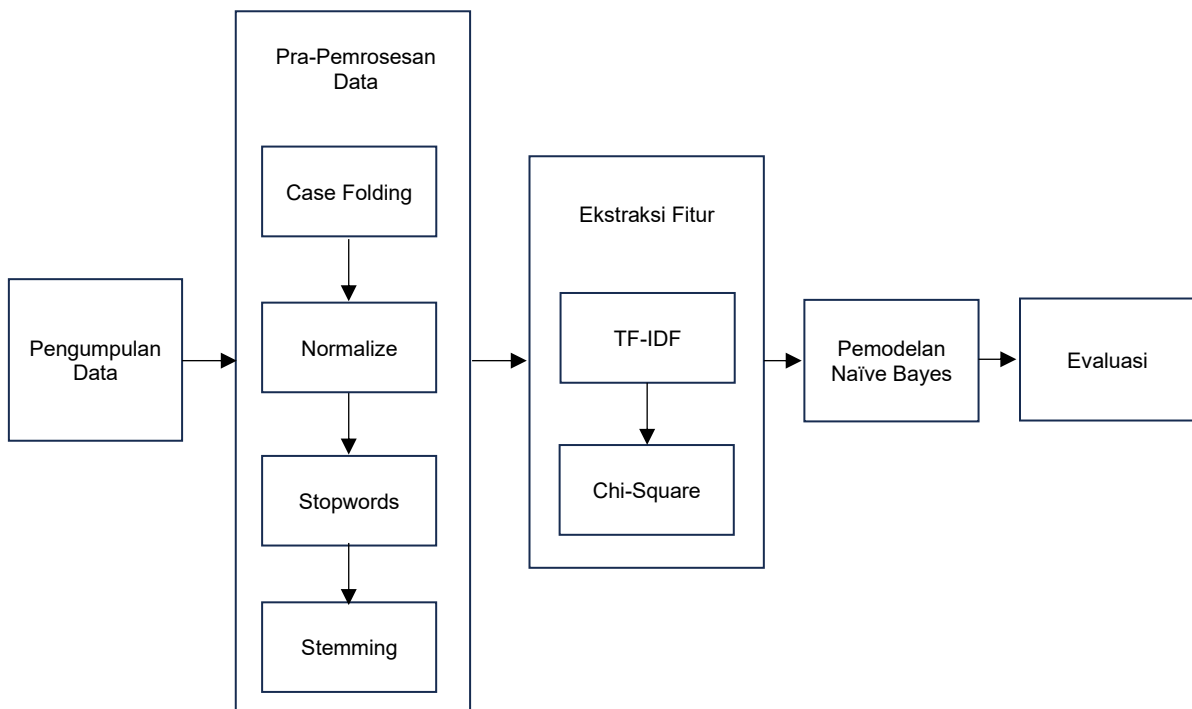 Pengumpulan
Data
Pra-Pemrosesan
Data
Case Folding
Normalize
Stopwords
Stemming
Ekstraksi Fitur
TF-IDF
Chi-Square
Pemodelan
Naïve Bayes
Evaluasi